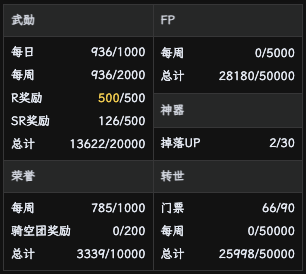 武勋
每日 936/1000
每周 936/2000
R奖励 500/500
SR奖励 126/500
总计 13622/20000
FP
每周 0/5000
总计 28180/50000
神器
掉落UP 2/30
荣誉
每周 785/1000
骑空团奖励 0/200
总计 3339/10000
转世
门票 66/90
每周 0/50000
总计 25998/50000